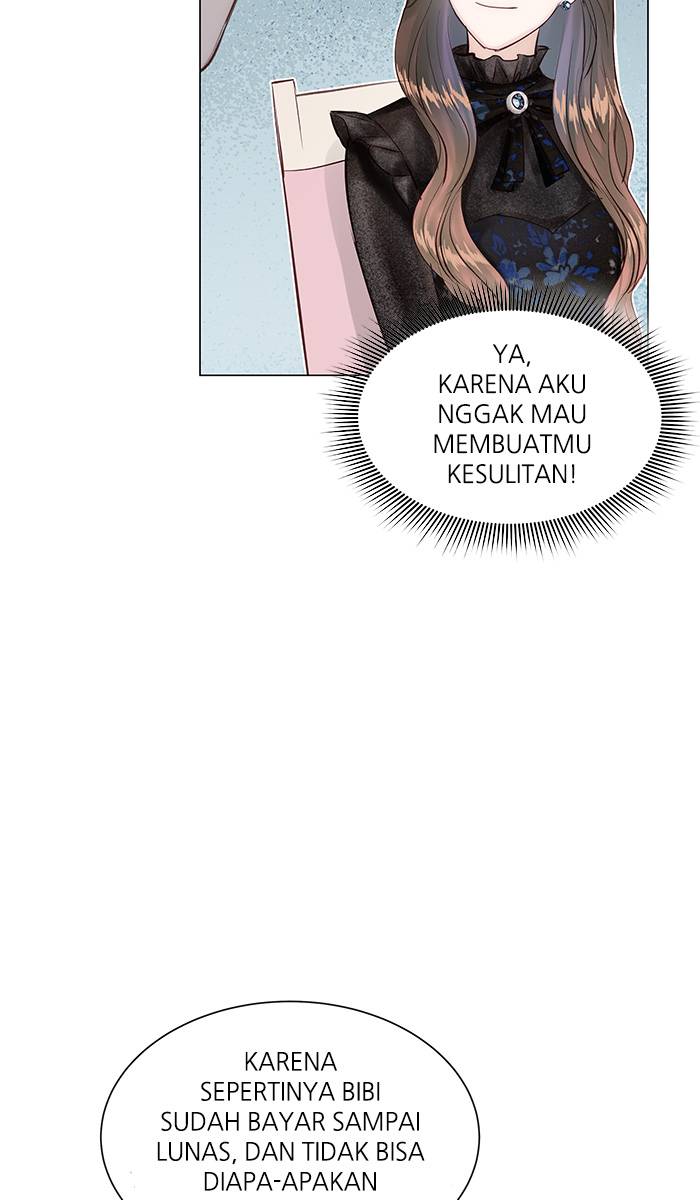 YA,
KARENA AKU
NGGAK MAU
MEMBUATMU
KESULITAN!
KARENA
SEPERTINYA BIBI
SUDAH BAYAR SAMPAI
LUNAS, DAN TIDAK BISA
DIAPA-APAKAN